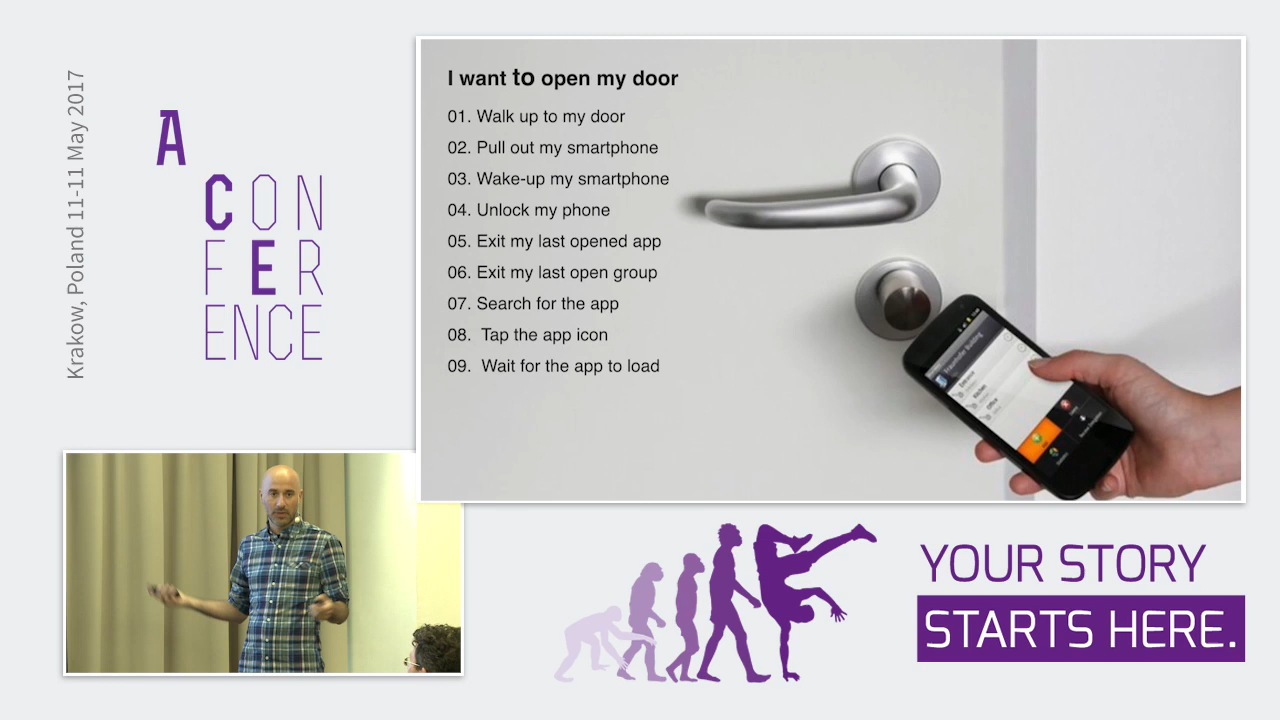 Krakow, Poland 11-11 May 2017
A
CON
FER
ENCE
I want to open my door
01. Walk up to my door
02. Pull out my smartphone
03. Wake-up my smartphone
04. Unlock my phone
05. Exit my last opened app
06. Exit my last open group
07. Search for the app
08. Tap the app icon
09. Wait for the app to load
Kitchen
Office
YOUR STORY
STARTS HERE.